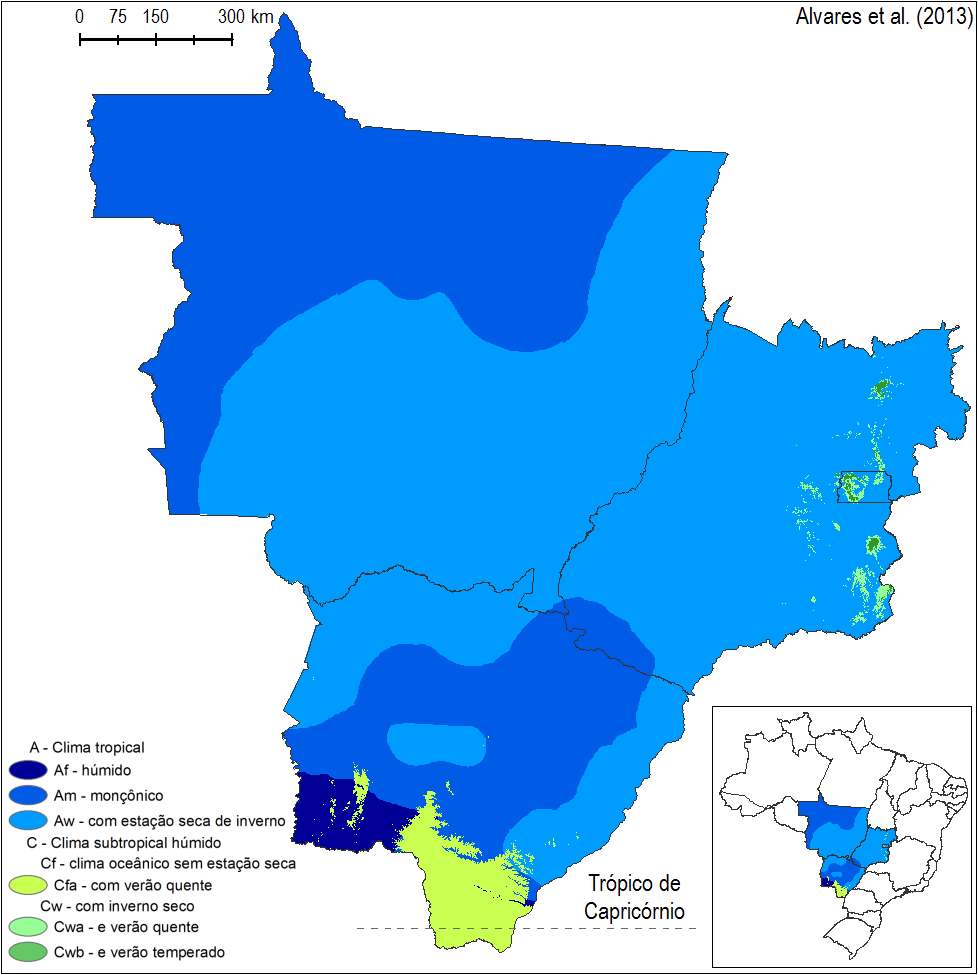 0 75 150 300 km
Alvares et al. (2013)
A - Clima tropical
Af - húmido
Am - monçônico
Aw - com estação seca de inverno
C - Clima subtropical húmido
Cf - clima oceânico sem estação seca
Cfa - com verão quente
Cw - com inverno seco
Cwa - e verão quente
Cwb - e verão temperado
Trópico de
Capricórnio